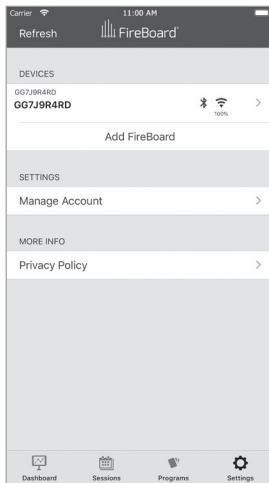 Carrier 11:00 AM
Refresh FireBoard
DEVICES
GG7J9R4RD
GG7J9R4RD
100%
Add FireBoard
SETTINGS
Manage Account
MORE INFO
Privacy Policy
Dashboard Sessions Programs Settings